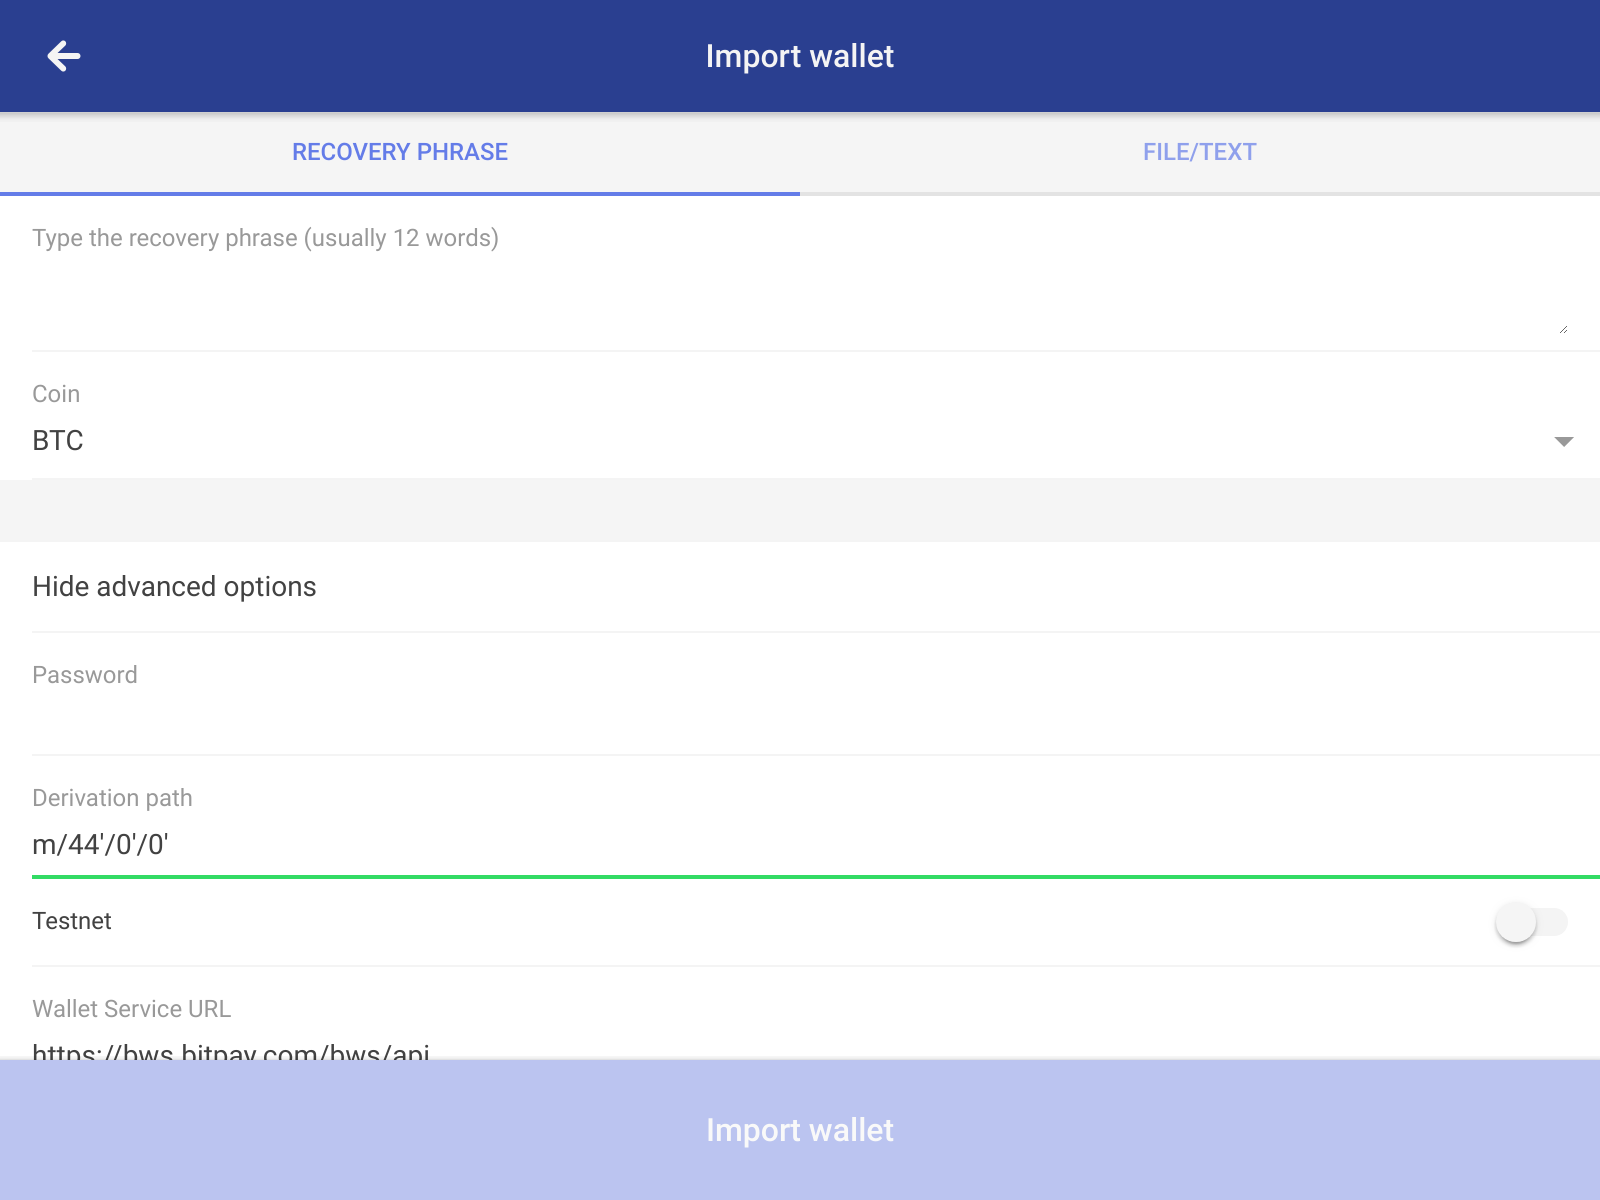 Import wallet
RECOVERY PHRASE
FILE/TEXT
Type the recovery phrase (usually 12 words)
Coin
BTC
Hide advanced options
Password
Derivation path
m/44'/0'/0'
Testnet
Wallet Service URL
https://bws.bitpay.com/bws/api
Import wallet